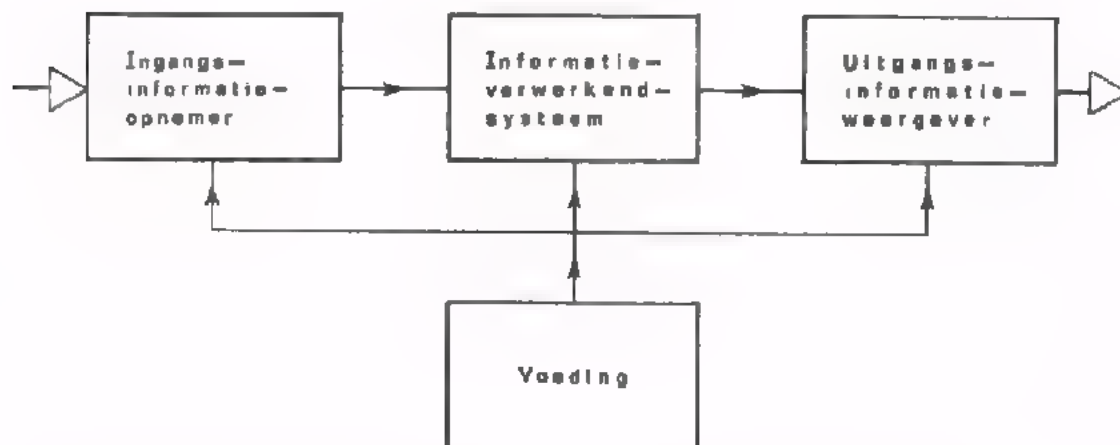 Ingangs-
informatie-
opnemer
Informatie-
verwerkend-
systeem
Uitgangs-
informatie-
weergever
Voeding